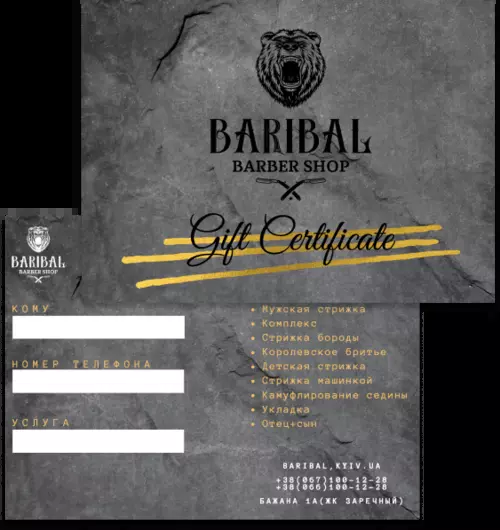 BARIBAL
BARBER SHOP
Gift Certificate
BARIBAL
BARBER SHOP
КОМУ
НОМЕР ТЕЛЕФОНА
УСЛУГА
• Мужская стрижка
• Комплекс
• Стрижка бороды
• Королевское бритье
• Детская стрижка
• Стрижка машинкой
• Камуфлирование седины
• Укладка
• Отец+сын
BARIBAL,KYIV.UA
+38(067)100-12-28
+38(066)100-12-28
БАЖАНА 1А(ЖК ЗАРЕЧНЫЙ)